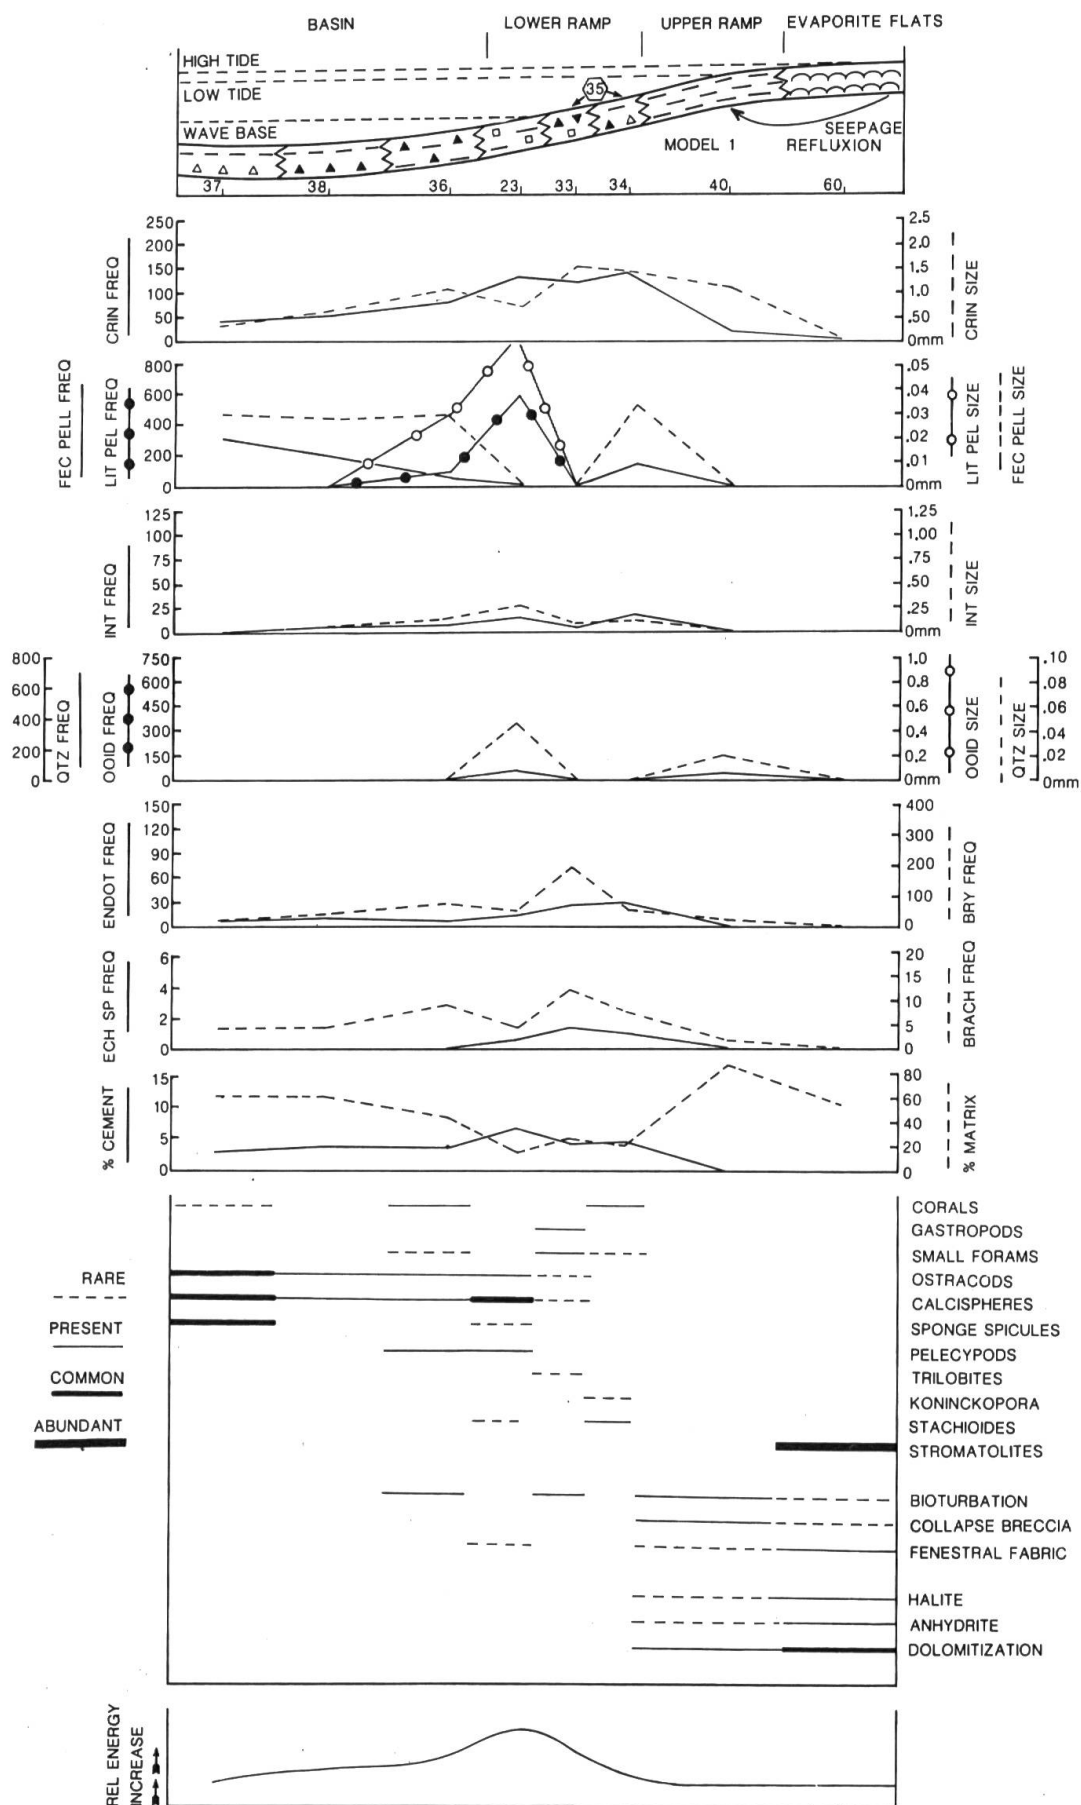 BASIN
LOWER RAMP
UPPER RAMP
EVAPORITE FLATS
HIGH TIDE
LOW TIDE
WAVE BASE
35
MODEL 1
SEEPAGE
REFLUXION
37
38
36
23
33
34
40
60
CRIN FREQ
250
200
150
100
50
0
2.5
2.0
1.5
1.0
.50
0mm
CRIN SIZE
FEC PELL FREQ
LIT PEL FREQ
800
600
400
200
0
.05
.04
.03
.02
.01
0mm
LIT PEL SIZE
FEC PELL SIZE
INT FREQ
125
100
75
50
25
0
1.25
1.00
.75
.50
.25
0mm
INT SIZE
800
600
400
200
0
QTZ FREQ
OOID FREQ
750
600
450
300
150
0
1.0
0.8
0.6
0.4
0.2
0mm
OOID SIZE
QTZ SIZE
.10
.08
.06
.04
.02
0mm
ENDOT FREQ
150
120
90
60
30
0
400
300
200
100
0
BRY FREQ
ECH SP FREQ
6
4
2
0
20
15
10
5
0
BRACH FREQ
% CEMENT
15
10
5
0
80
60
40
20
0
% MATRIX
RARE
PRESENT
COMMON
ABUNDANT
CORALS
GASTROPODS
SMALL FORAMS
OSTRACODS
CALCISPHERES
SPONGE SPICULES
PELECYPODS
TRILOBITES
KONINCKOPORA
STACHIOIDES
STROMATOLITES
BIOTURBATION
COLLAPSE BRECCIA
FENESTRAL FABRIC
HALITE
ANHYDRITE
DOLOMITIZATION
REL ENERGY
INCREASE